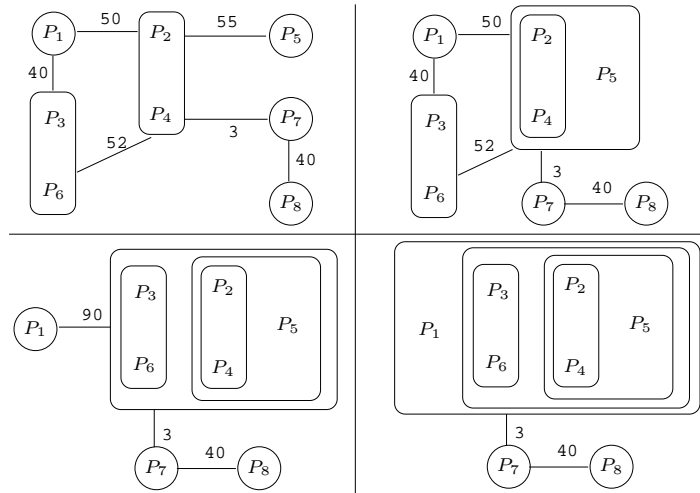 P1 50 P2 55 P5
40
P3 P4 3 P7
52 40
P6 P8
P1 50 P2
40 P5
P3 P4
52
P6 3 40
P7 P8
P3 P2
P1 90 P5
P6 P4
3
40
P7 P8
P3 P2
P1 P5
P6 P4
3
40
P7 P8